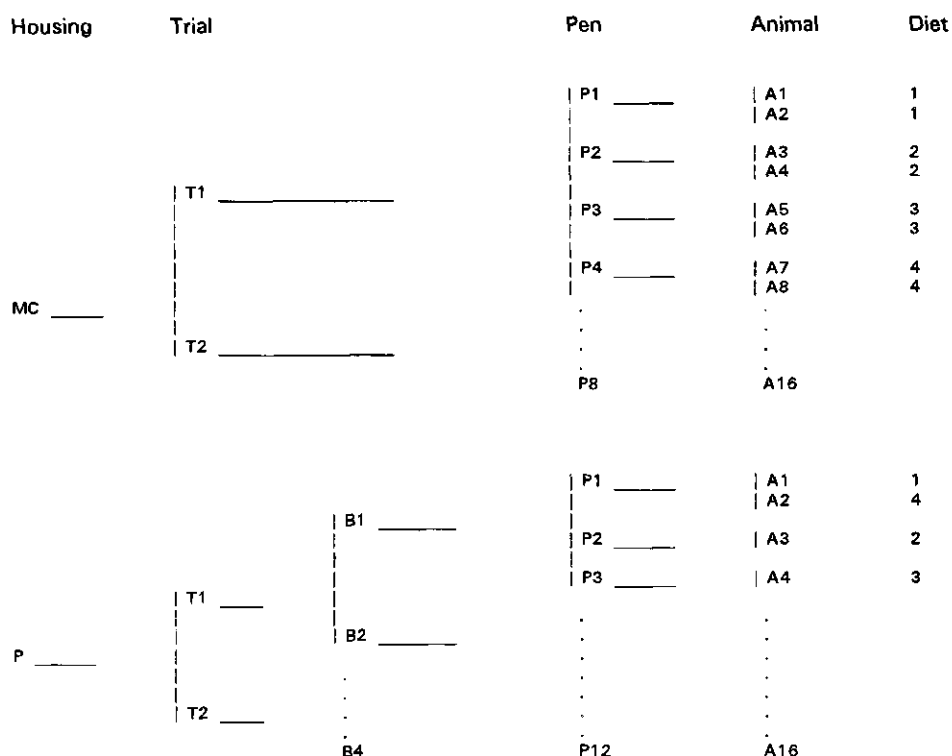 Housing Trial Pen Animal Diet
P1 A1 1
A2 1
P2 A3 2
A4 2
T1
P3 A5 3
A6 3
P4 A7 4
A8 4
MC
T2
P8 A16
P1 A1 1
A2 4
B1
P2 A3 2
P3 A4 3
T1
B2
P
T2
B4 P12 A16